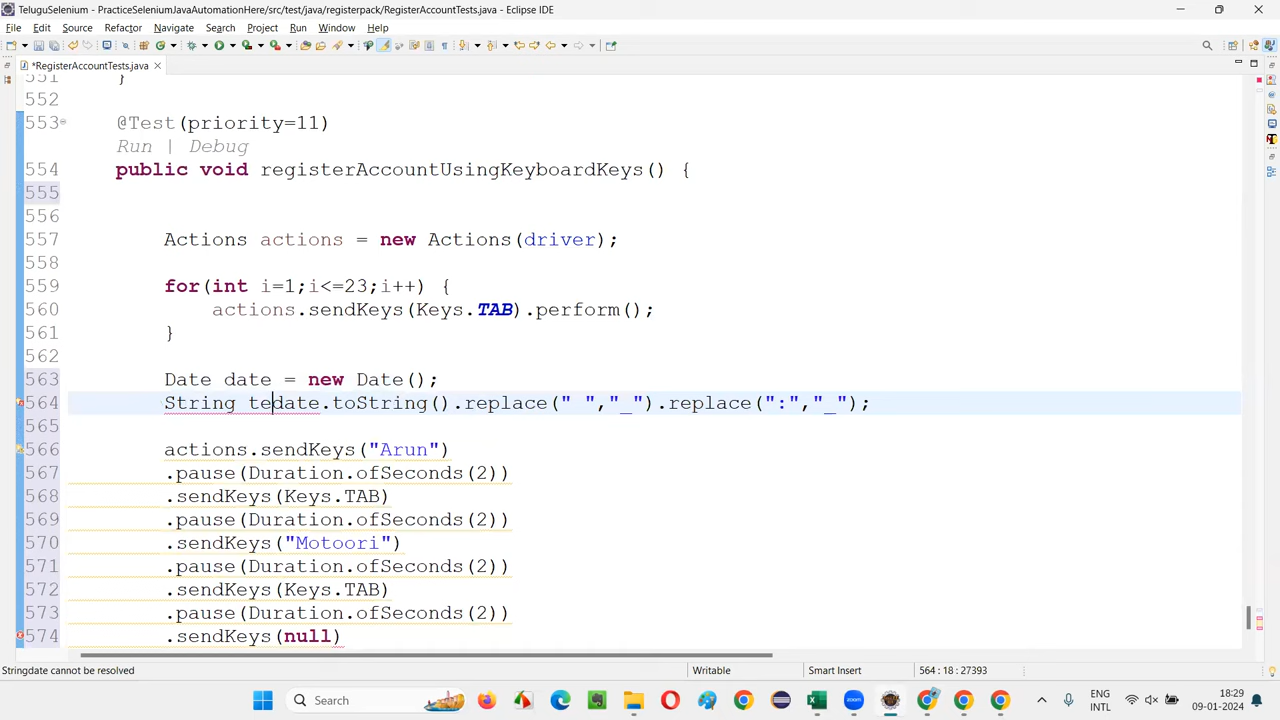 TeluguSelenium - PracticeSeleniumJavaAutomationHere/src/test/java/registerpack/RegisterAccountTests.java - Eclipse IDE
File Edit Source Refactor Navigate Search Project Run Window Help
*RegisterAccountTests.java
551 }
552
553 @Test(priority=11)
Run | Debug
554 public void registerAccountUsingKeyboardKeys() {
555
556
557 Actions actions = new Actions(driver);
558
559 for(int i=1;i<=23;i++) {
560 actions.sendKeys(Keys.TAB).perform();
561 }
562
563 Date date = new Date();
564 String tedate.toString().replace(" ","_").replace(":","_");
565
566 actions.sendKeys("Arun")
567 .pause(Duration.ofSeconds(2))
568 .sendKeys(Keys.TAB)
569 .pause(Duration.ofSeconds(2))
570 .sendKeys("Motoori")
571 .pause(Duration.ofSeconds(2))
572 .sendKeys(Keys.TAB)
573 .pause(Duration.ofSeconds(2))
574 .sendKeys(null)
Stringdate cannot be resolved Writable Smart Insert 564 : 18 : 27393
Search zoom ENG INTL 18:29 09-01-2024